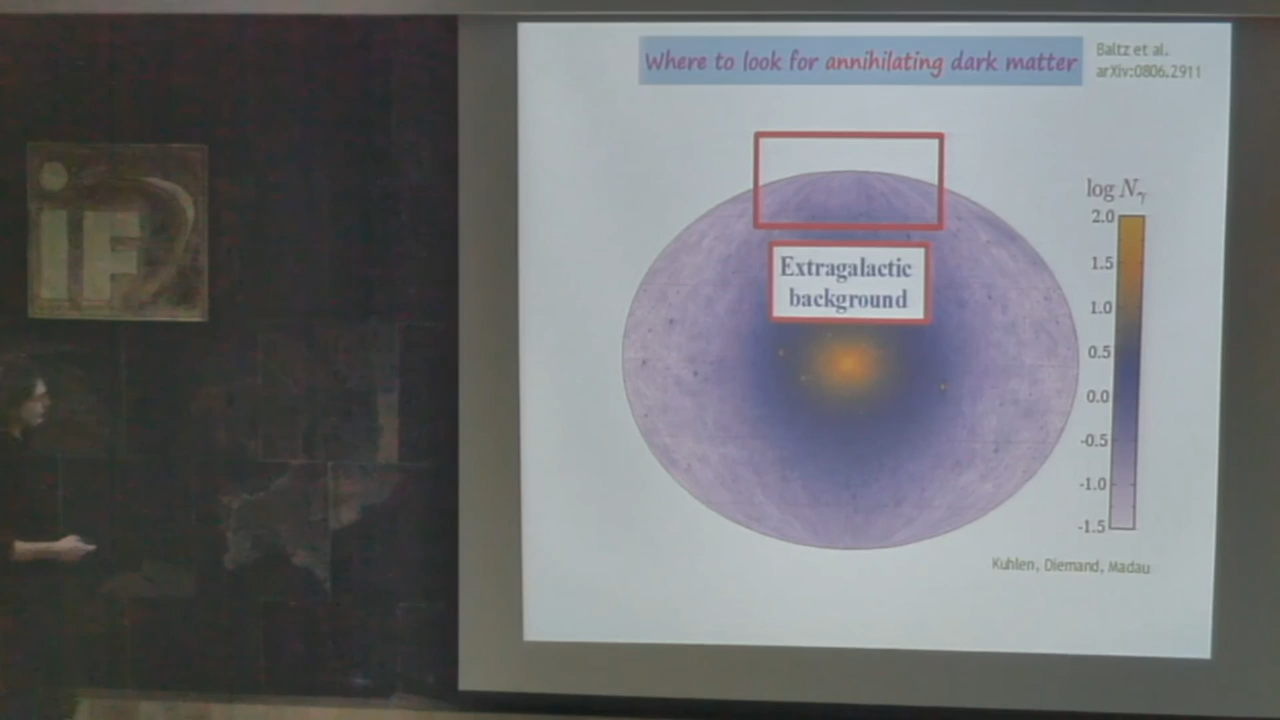 Where to look for annihilating dark matter
Baltz et al.
arXiv:0806.2911
iF
Extragalactic
background
log Nγ
2.0
1.5
1.0
0.5
0.0
-0.5
-1.0
-1.5
Kuhlen, Diemand, Madau